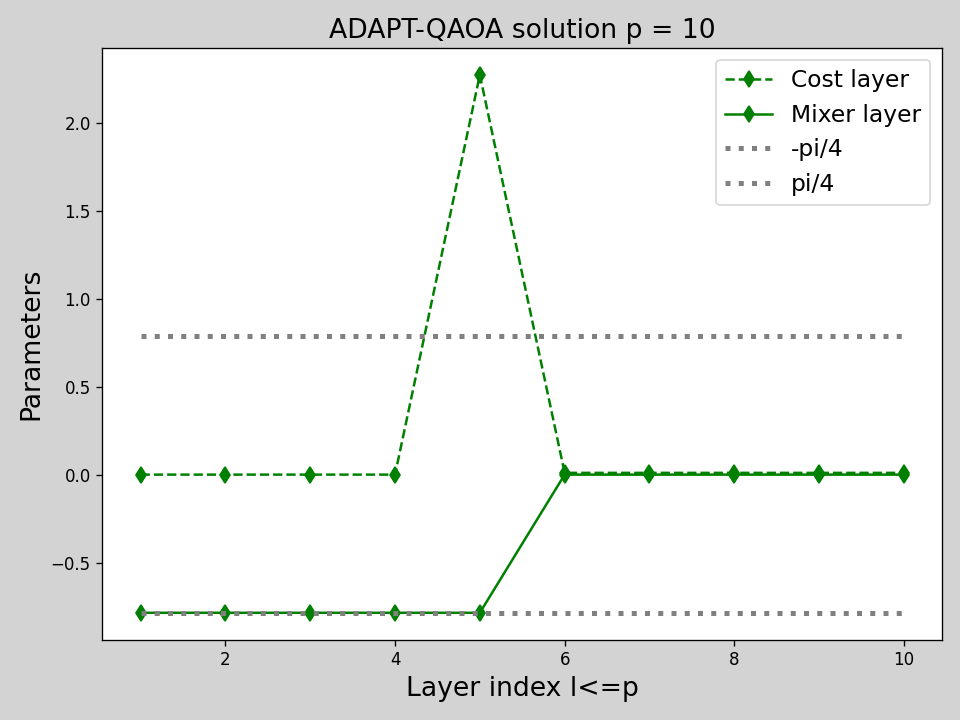 ADAPT-QAOA solution p = 10
Cost layer
Mixer layer
-pi/4
pi/4
2.0
1.5
1.0
0.5
0.0
−0.5
Parameters
2 4 6 8 10
Layer index l<=p